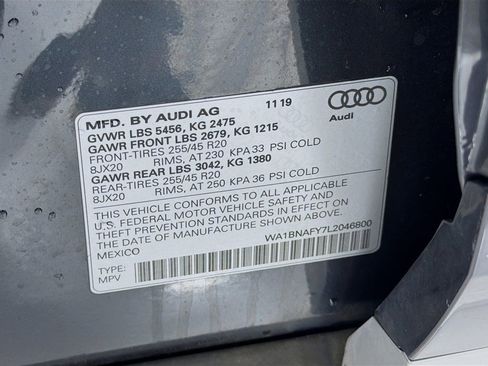 MFD. BY AUDI AG 11 19
GVWR LBS 5456, KG 2475
GAWR FRONT LBS 2679, KG 1215
FRONT-TIRES 255/45 R20
8JX20 RIMS, AT 230 KPA 33 PSI COLD
GAWR REAR LBS 3042, KG 1380
REAR-TIRES 255/45 R20
8JX20 RIMS, AT 250 KPA 36 PSI COLD
THIS VEHICLE CONFORMS TO ALL APPLICABLE
U.S. FEDERAL MOTOR VEHICLE SAFETY AND
THEFT PREVENTION STANDARDS IN EFFECT ON THE
DATE OF MANUFACTURE SHOWN ABOVE
MEXICO
WA1BNAFY7L2046800
TYPE:
MPV
Audi